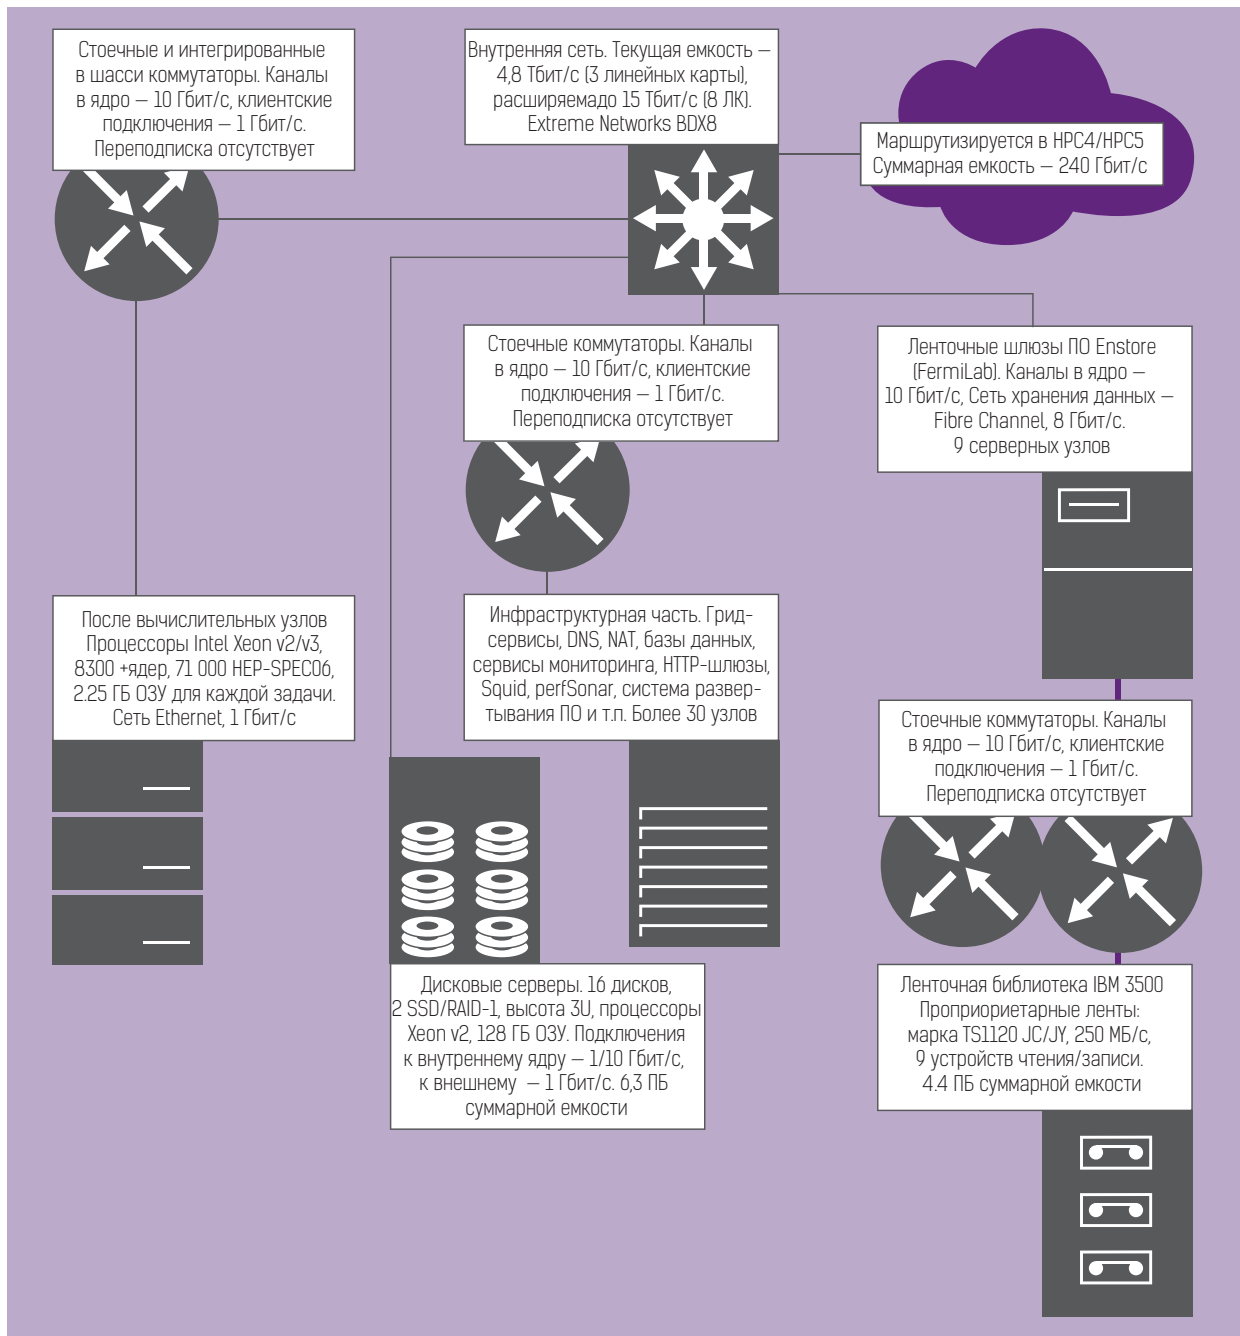 Стоечные и интегрированные
в шасси коммутаторы. Каналы
в ядро — 10 Гбит/с, клиентские
подключения — 1 Гбит/с.
Переподписка отсутствует
Внутренняя сеть. Текущая емкость —
4,8 Тбит/с (3 линейных карты),
расширяемадо 15 Тбит/с (8 ЛК).
Extreme Networks BDX8
Маршрутизируется в HPC4/HPC5
Суммарная емкость — 240 Гбит/с
Стоечные коммутаторы. Каналы
в ядро — 10 Гбит/с, клиентские
подключения — 1 Гбит/с.
Переподписка отсутствует
Ленточные шлюзы ПО Enstore
(FermiLab). Каналы в ядро —
10 Гбит/с, Сеть хранения данных —
Fibre Channel, 8 Гбит/с.
9 серверных узлов
После вычислительных узлов
Процессоры Intel Xeon v2/v3,
8300 +ядер, 71 000 HEP-SPEC06,
2.25 ГБ ОЗУ для каждой задачи.
Сеть Ethernet, 1 Гбит/с
Инфраструктурная часть. Грид-
сервисы, DNS, NAT, базы данных,
сервисы мониторинга, HTTP-шлюзы,
Squid, perfSonar, система развер-
тывания ПО и т.п. Более 30 узлов
Стоечные коммутаторы. Каналы
в ядро — 10 Гбит/с, клиентские
подключения — 1 Гбит/с.
Переподписка отсутствует
Дисковые серверы. 16 дисков,
2 SSD/RAID-1, высота 3U, процессоры
Xeon v2, 128 ГБ ОЗУ. Подключения
к внутреннему ядру — 1/10 Гбит/с,
к внешнему — 1 Гбит/с. 6,3 ПБ
суммарной емкости
Ленточная библиотека IBM 3500
Проприориетарные ленты:
марка TS1120 JC/JY, 250 МБ/с,
9 устройств чтения/записи.
4.4 ПБ суммарной емкости